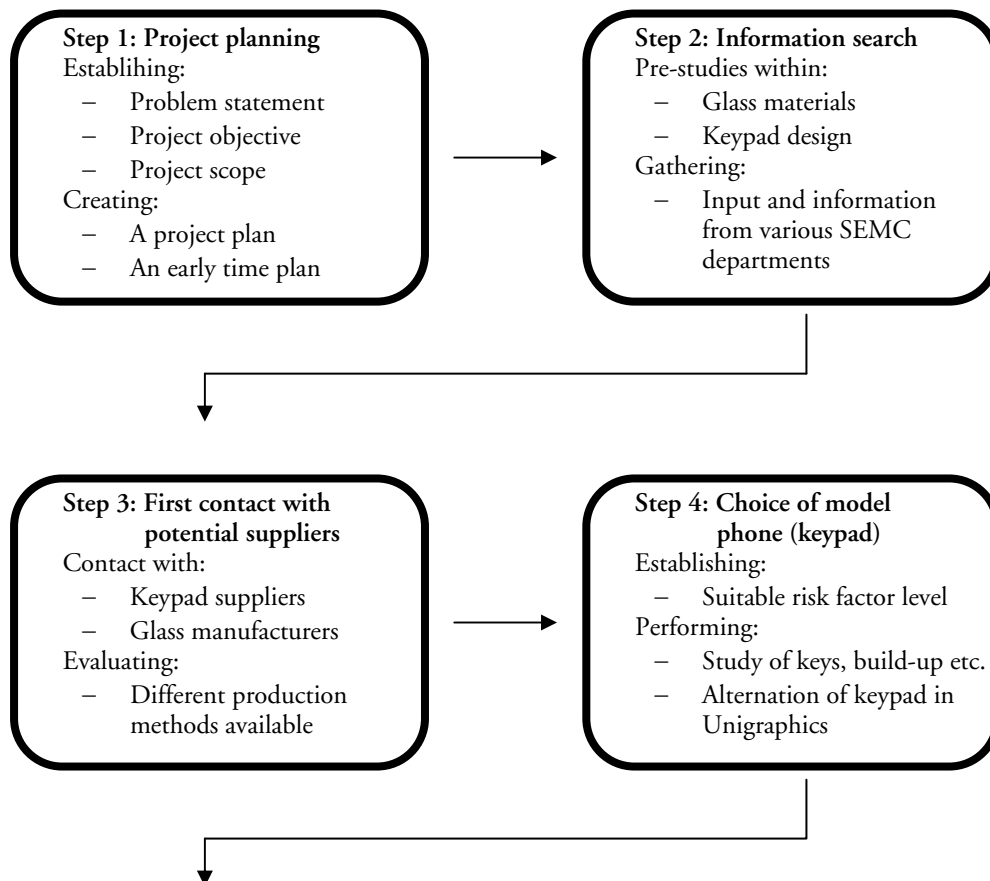 Step 1: Project planning
Establihing:
– Problem statement
– Project objective
– Project scope
Creating:
– A project plan
– An early time plan
Step 2: Information search
Pre-studies within:
– Glass materials
– Keypad design
Gathering:
– Input and information
from various SEMC
departments
Step 3: First contact with
potential suppliers
Contact with:
– Keypad suppliers
– Glass manufacturers
Evaluating:
– Different production
methods available
Step 4: Choice of model
phone (keypad)
Establishing:
– Suitable risk factor level
Performing:
– Study of keys, build-up etc.
– Alternation of keypad in
Unigraphics